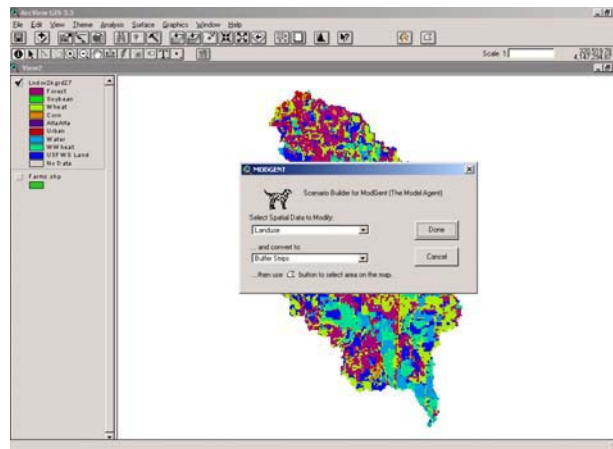 ArcView GIS 3.3
File Edit View Theme Analysis Surface Graphics Window Help
Scale 1:
View2
Forest
Soybean
Wheat
Corn
Urban
Water
WWheat
USFWS Land
No Data
Farms.shp
MODGENT
Scenario Builder for ModGent (The Model Agent)
Select Spatial Data to Modify:
Landuse
Done
... and convert to:
Buffer Strips
Cancel
...then use button to select area on the map.